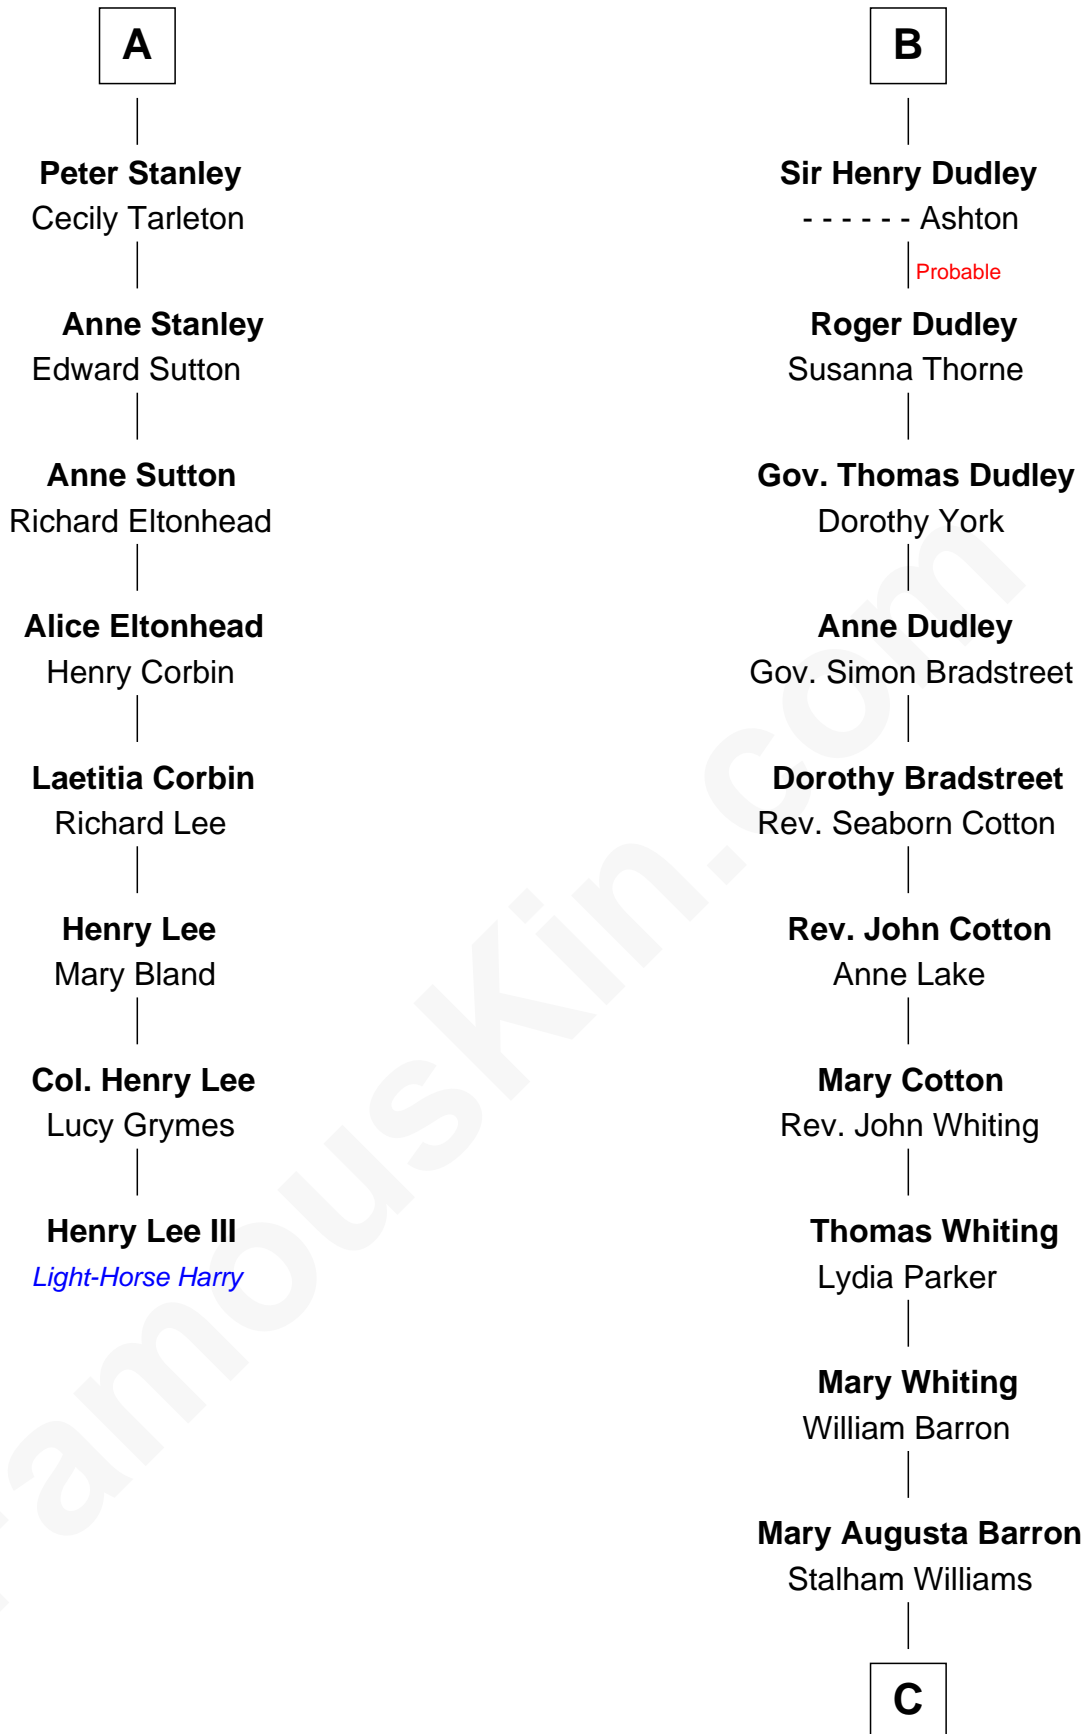 A
Peter Stanley
Cecily Tarleton
Anne Stanley
Edward Sutton
Anne Sutton
Richard Eltonhead
Alice Eltonhead
Henry Corbin
Laetitia Corbin
Richard Lee
Henry Lee
Mary Bland
Col. Henry Lee
Lucy Grymes
Henry Lee III
Light-Horse Harry
B
Sir Henry Dudley
- - - - - - Ashton
Probable
Roger Dudley
Susanna Thorne
Gov. Thomas Dudley
Dorothy York
Anne Dudley
Gov. Simon Bradstreet
Dorothy Bradstreet
Rev. Seaborn Cotton
Rev. John Cotton
Anne Lake
Mary Cotton
Rev. John Whiting
Thomas Whiting
Lydia Parker
Mary Whiting
William Barron
Mary Augusta Barron
Stalham Williams
C
FamousKin.com